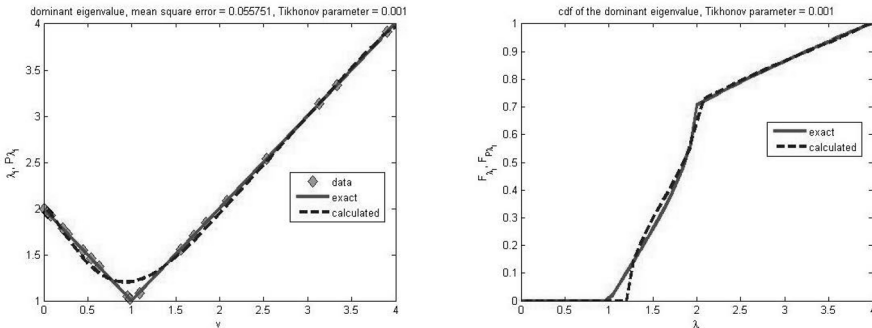 dominant eigenvalue, mean square error = 0.055751, Tikhonov parameter = 0.001
4
3.5
3
2.5
2
1.5
1
λ₁, Pλ₁
data
exact
calculated
0 0.5 1 1.5 2 2.5 3 3.5 4
v
cdf of the dominant eigenvalue, Tikhonov parameter = 0.001
1
0.9
0.8
0.7
0.6
0.5
0.4
0.3
0.2
0.1
0
F_λ₁, F_Pλ₁
exact
calculated
0 0.5 1 1.5 2 2.5 3 3.5 4
λ